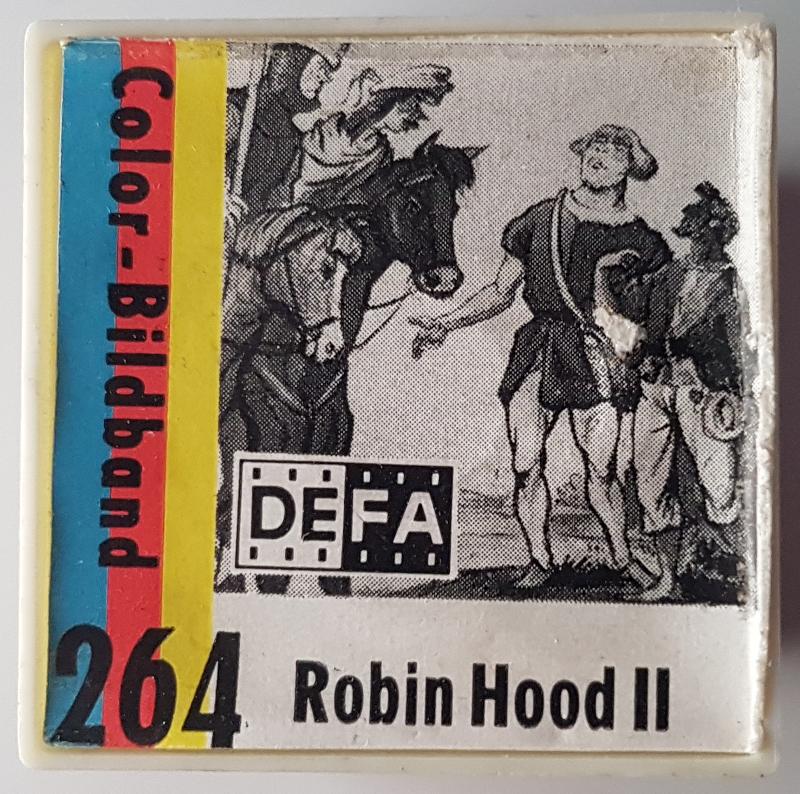 Color-Bildband
DEFA
264
Robin Hood II